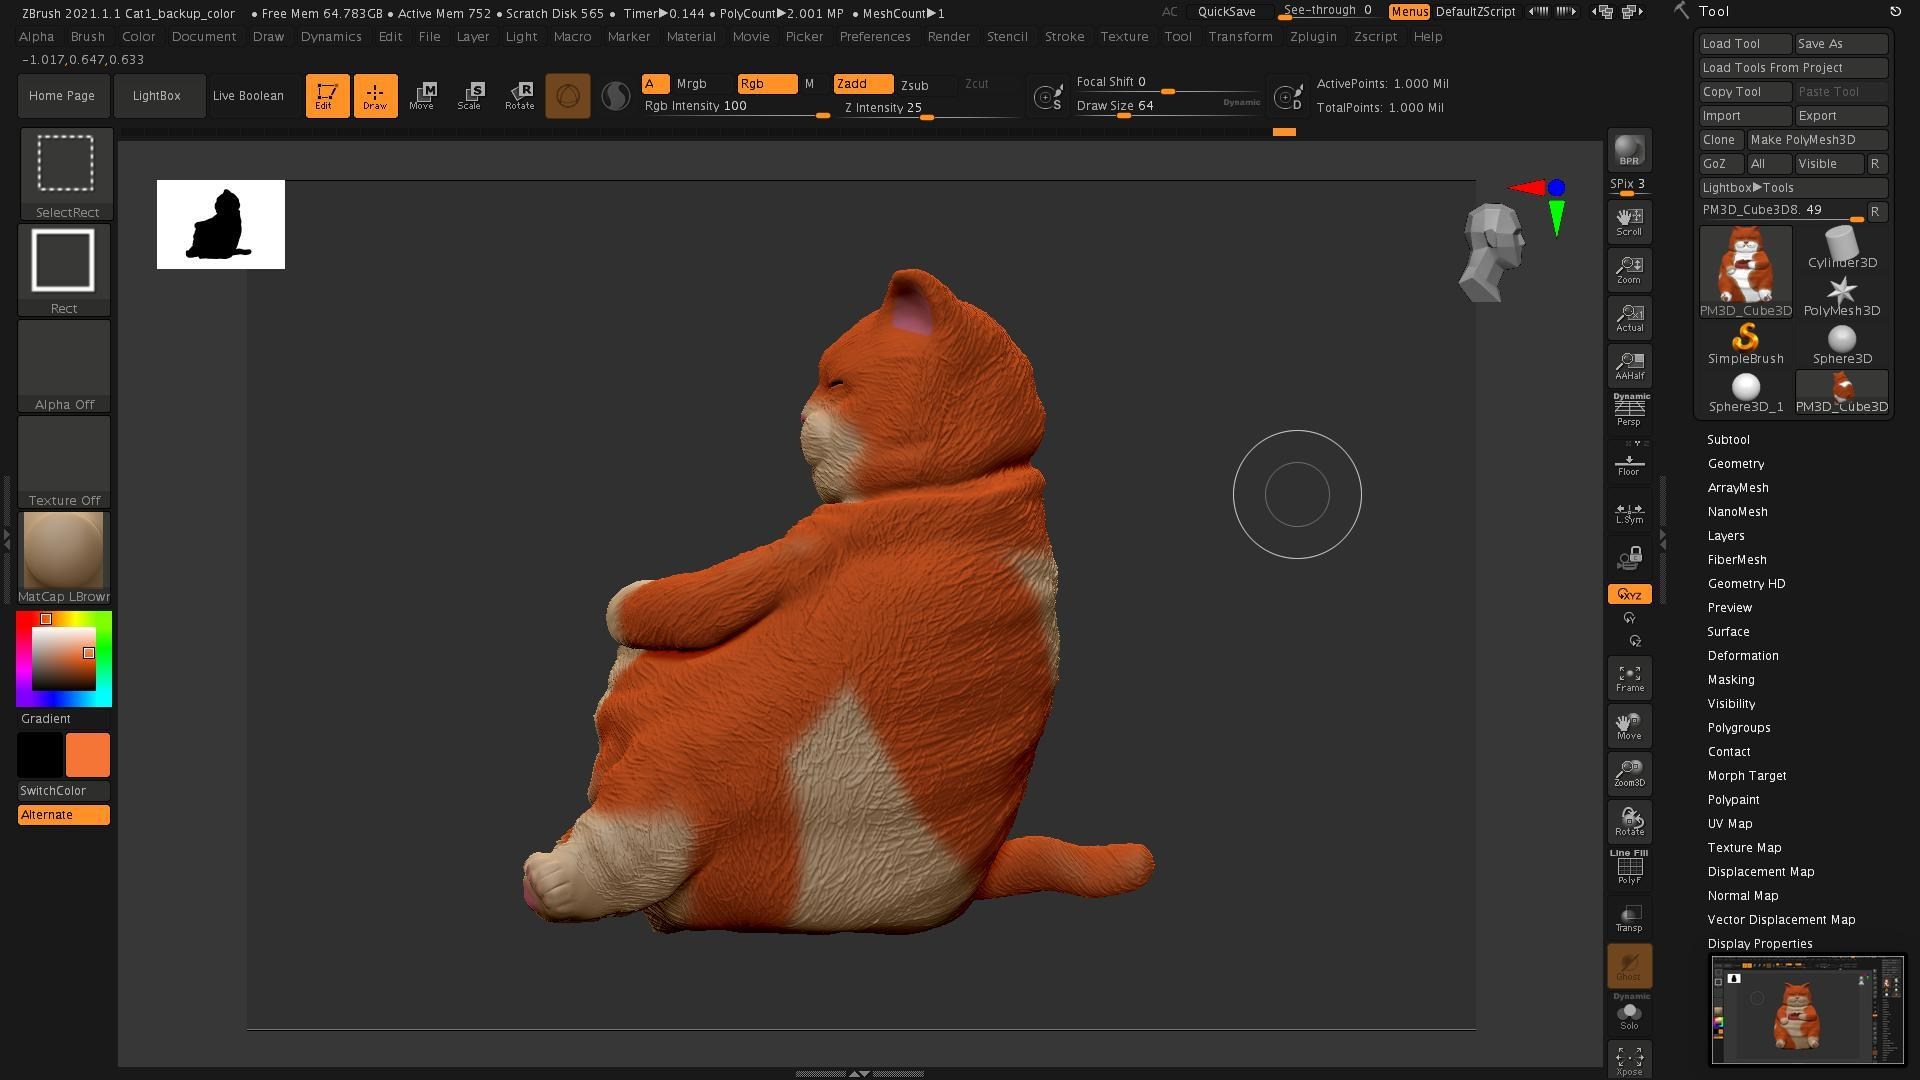 ZBrush 2021.1.1 Cat1_backup_color • Free Mem 64.783GB • Active Mem 752 • Scratch Disk 565 • Timer▶0.144 • PolyCount▶2.001 MP • MeshCount▶1 AC QuickSave See-through 0 Menus DefaultZScript
Alpha Brush Color Document Draw Dynamics Edit File Layer Light Macro Marker Material Movie Picker Preferences Render Stencil Stroke Texture Tool Transform Zplugin Zscript Help
-1.017,0.647,0.633
Home Page LightBox Live Boolean Edit Draw Move Scale Rotate
M S R
A Mrgb Rgb M Zadd Zsub Zcut
Rgb Intensity 100 Z Intensity 25
S Focal Shift 0
Draw Size 64 Dynamic D
ActivePoints: 1.000 Mil
TotalPoints: 1.000 Mil
SelectRect
Rect
Alpha Off
Texture Off
MatCap LBrown
Gradient
SwitchColor
Alternate
BPR
SPix 3
Scroll
Zoom
Actual
AAHalf
Dynamic
Persp
Floor
L.Sym
XYZ
Y
Z
Frame
Move
Zoom3D
Rotate
Line Fill
PolyF
Transp
Ghost
Dynamic
Solo
Xpose
Tool
Load Tool Save As
Load Tools From Project
Copy Tool Paste Tool
Import Export
Clone Make PolyMesh3D
GoZ All Visible R
Lightbox▶Tools
PM3D_Cube3D8. 49 R
PM3D_Cube3D Cylinder3D
PolyMesh3D
SimpleBrush Sphere3D
Sphere3D_1 PM3D_Cube3D
Subtool
Geometry
ArrayMesh
NanoMesh
Layers
FiberMesh
Geometry HD
Preview
Surface
Deformation
Masking
Visibility
Polygroups
Contact
Morph Target
Polypaint
UV Map
Texture Map
Displacement Map
Normal Map
Vector Displacement Map
Display Properties